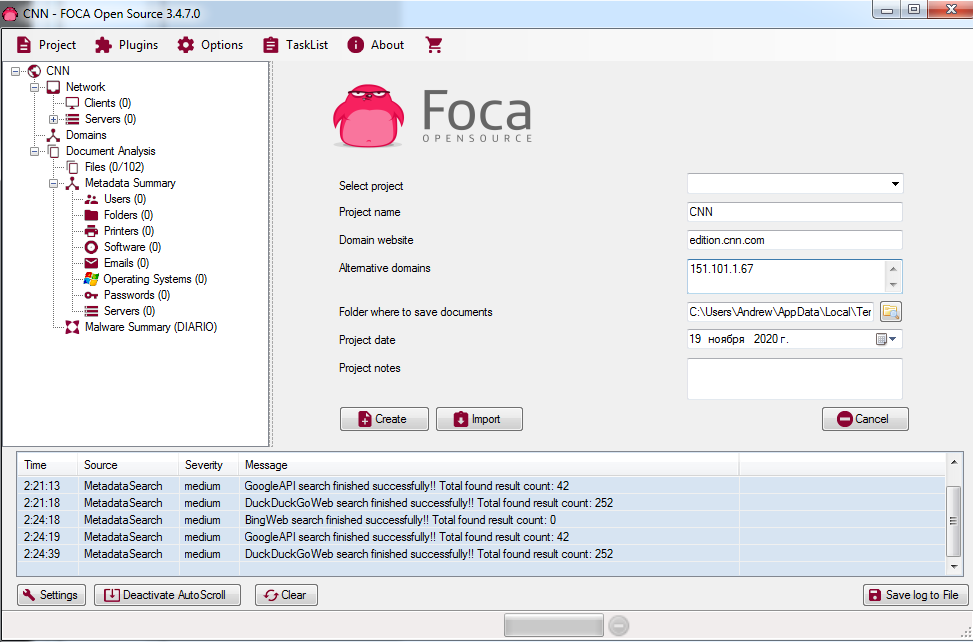 CNN - FOCA Open Source 3.4.7.0
Project Plugins Options TaskList About
CNN
Network
Clients (0)
Servers (0)
Domains
Document Analysis
Files (0/102)
Metadata Summary
Users (0)
Folders (0)
Printers (0)
Software (0)
Emails (0)
Operating Systems (0)
Passwords (0)
Servers (0)
Malware Summary (DIARIO)
Foca
OPENSOURCE
Select project
Project name CNN
Domain website edition.cnn.com
Alternative domains 151.101.1.67
Folder where to save documents C:\Users\Andrew\AppData\Local\Ter
Project date 19 ноября 2020 г.
Project notes
Create Import Cancel
Time Source Severity Message
2:21:13 MetadataSearch medium GoogleAPI search finished successfully!! Total found result count: 42
2:21:18 MetadataSearch medium DuckDuckGoWeb search finished successfully!! Total found result count: 252
2:24:18 MetadataSearch medium BingWeb search finished successfully!! Total found result count: 0
2:24:19 MetadataSearch medium GoogleAPI search finished successfully!! Total found result count: 42
2:24:39 MetadataSearch medium DuckDuckGoWeb search finished successfully!! Total found result count: 252
Settings Deactivate AutoScroll Clear Save log to File